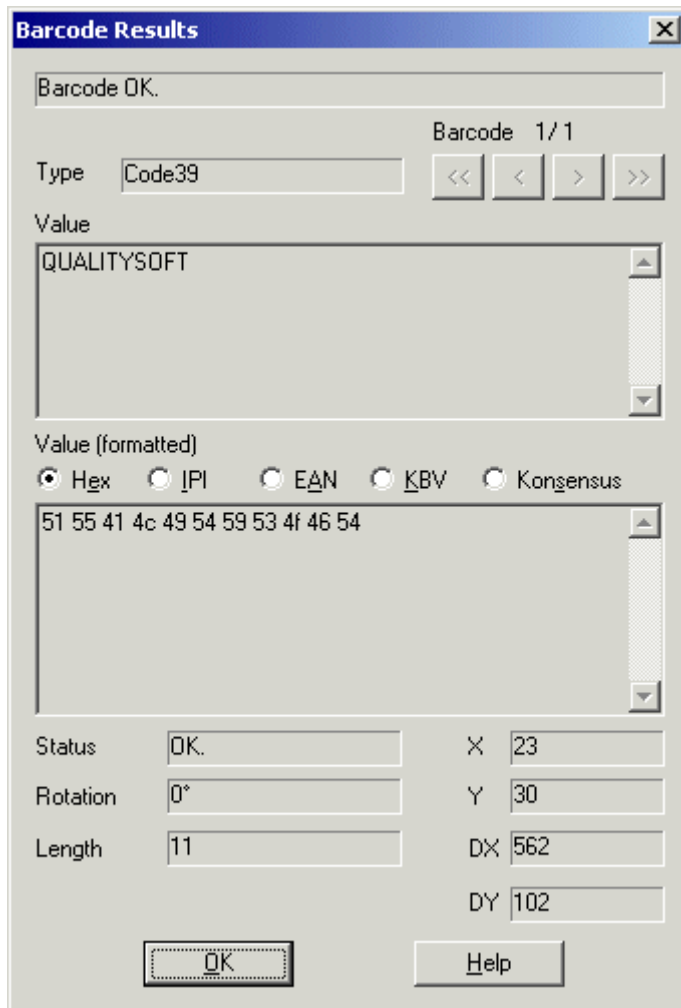 Barcode Results
Barcode OK.
Barcode 1/1
Type Code39 << < > >>
Value
QUALITYSOFT
Value (formatted)
Hex IPI EAN KBV Konsensus
51 55 41 4c 49 54 59 53 4f 46 54
Status OK. X 23
Rotation 0° Y 30
Length 11 DX 562
DY 102
OK Help